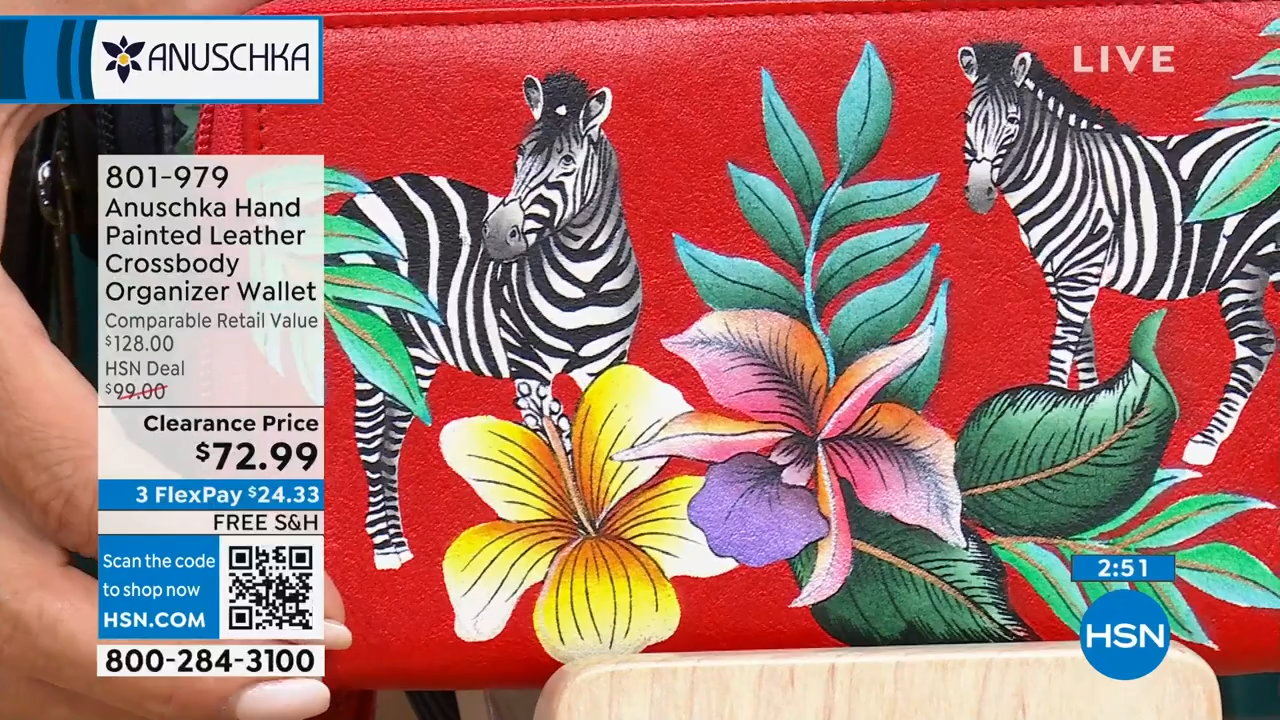 ANUSCHKA
LIVE
801-979
Anuschka Hand
Painted Leather
Crossbody
Organizer Wallet
Comparable Retail Value
$128.00
HSN Deal
$99.00
Clearance Price
$72.99
3 FlexPay $24.33
FREE S&H
Scan the code
to shop now
HSN.COM
800-284-3100
2:51
HSN